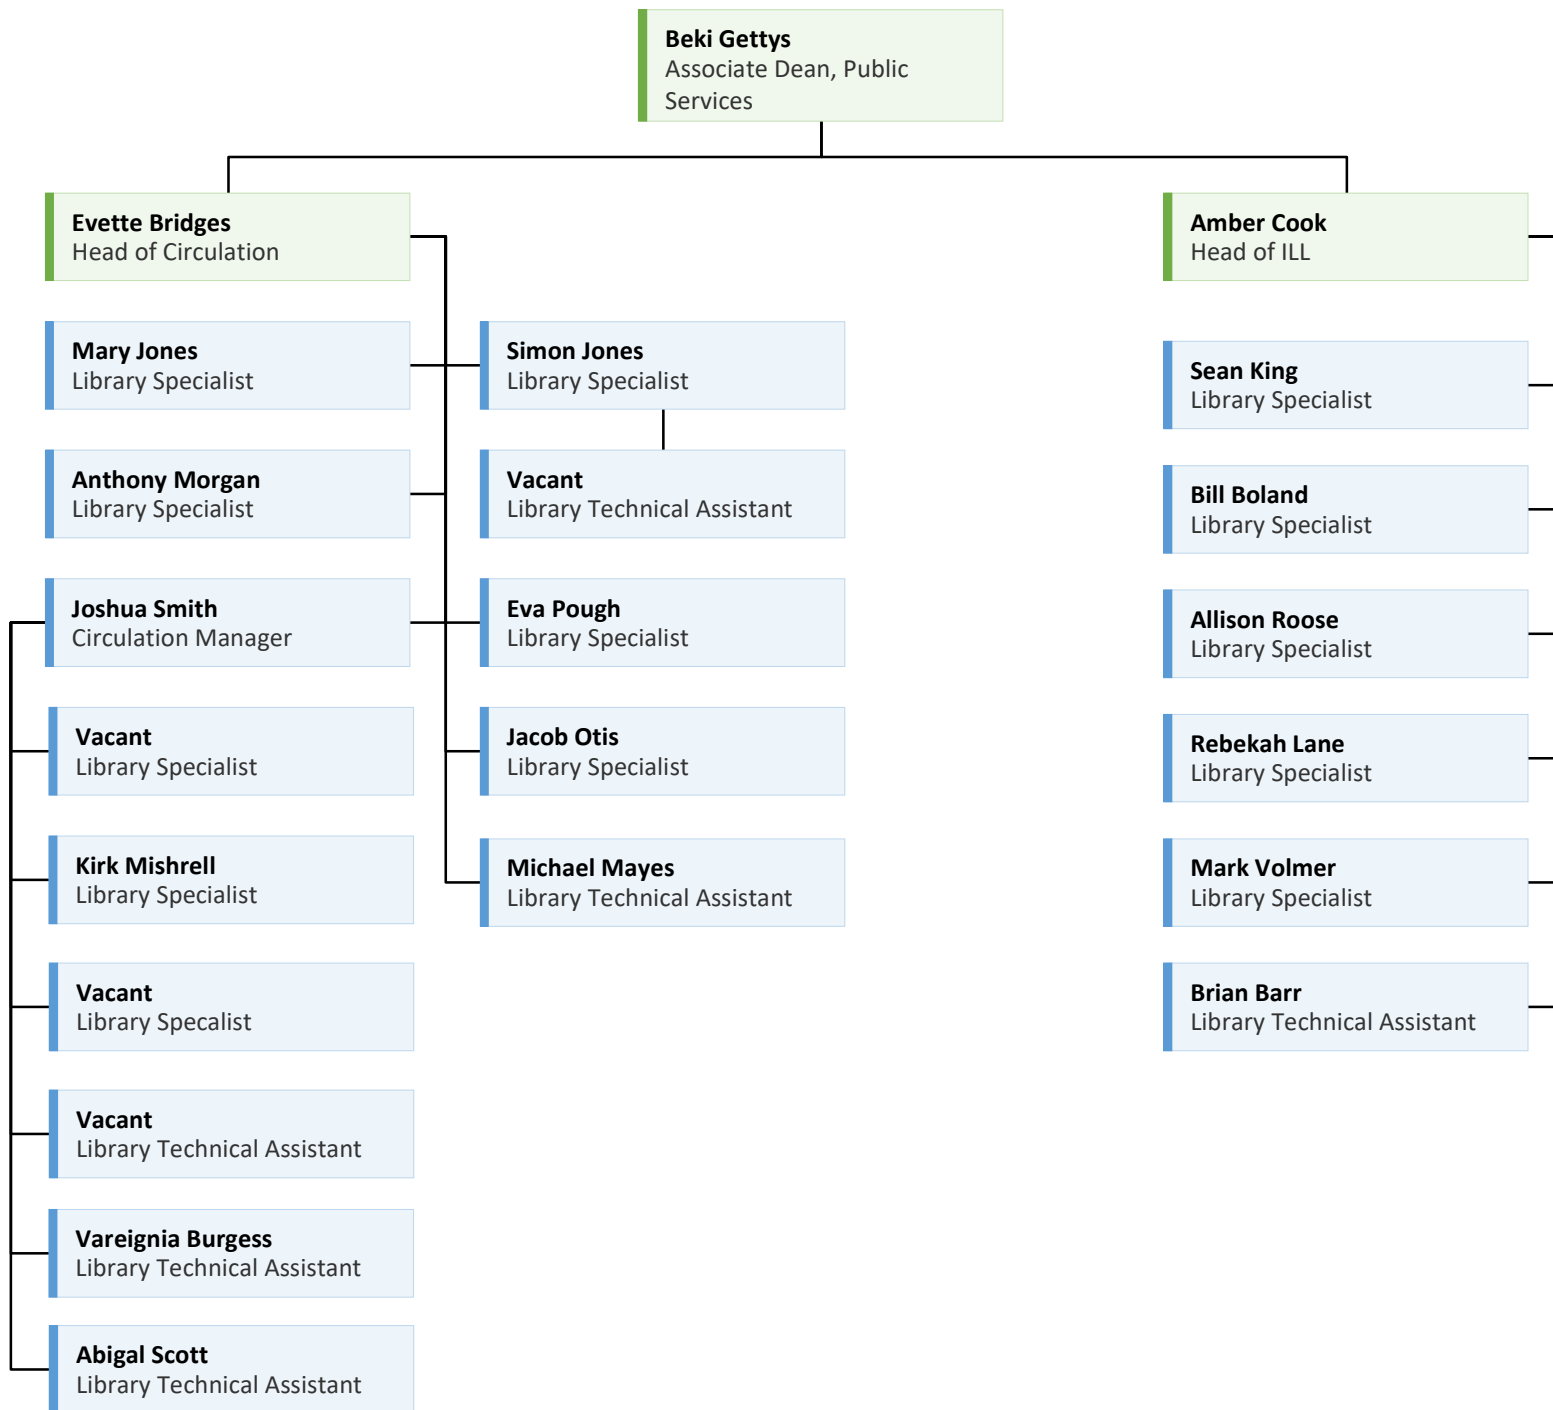 Beki Gettys
Associate Dean, Public
Services
Evette Bridges
Head of Circulation
Mary Jones
Library Specialist
Anthony Morgan
Library Specialist
Joshua Smith
Circulation Manager
Vacant
Library Specialist
Kirk Mishrell
Library Specialist
Vacant
Library Specalist
Vacant
Library Technical Assistant
Vareignia Burgess
Library Technical Assistant
Abigal Scott
Library Technical Assistant
Simon Jones
Library Specialist
Vacant
Library Technical Assistant
Eva Pough
Library Specialist
Jacob Otis
Library Specialist
Michael Mayes
Library Technical Assistant
Amber Cook
Head of ILL
Sean King
Library Specialist
Bill Boland
Library Specialist
Allison Roose
Library Specialist
Rebekah Lane
Library Specialist
Mark Volmer
Library Specialist
Brian Barr
Library Technical Assistant